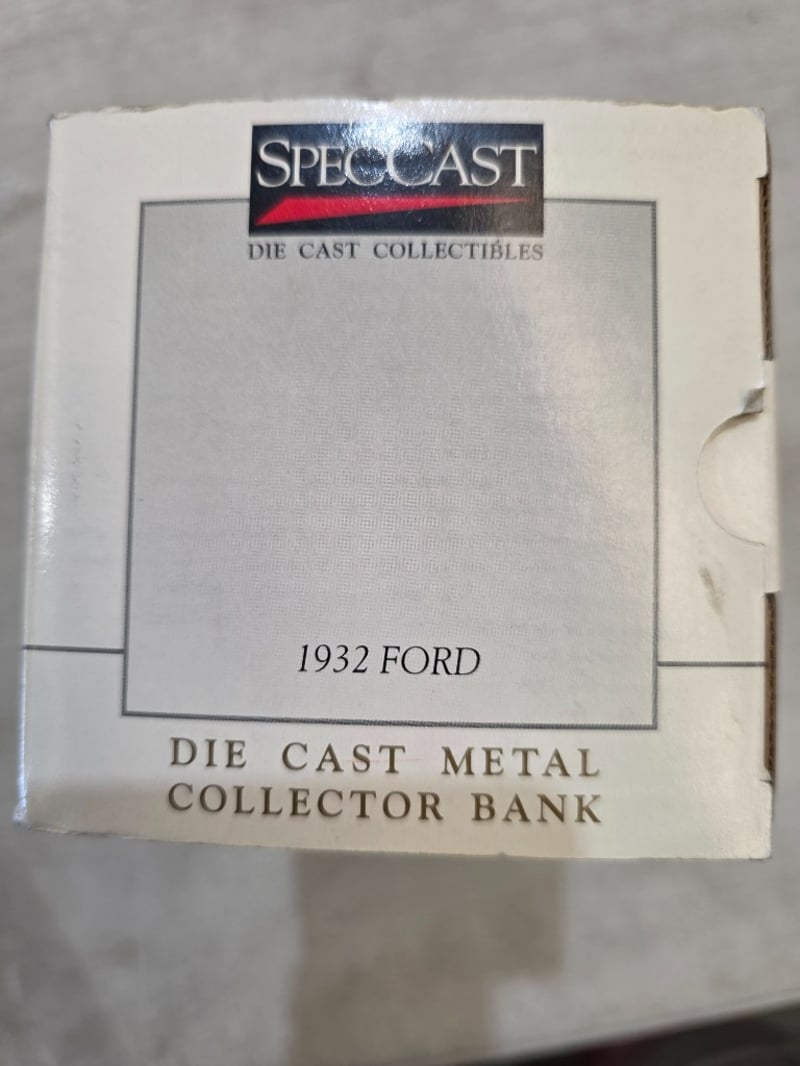 SPECCAST
DIE CAST COLLECTIBLES
1932 FORD
DIE CAST METAL
COLLECTOR BANK